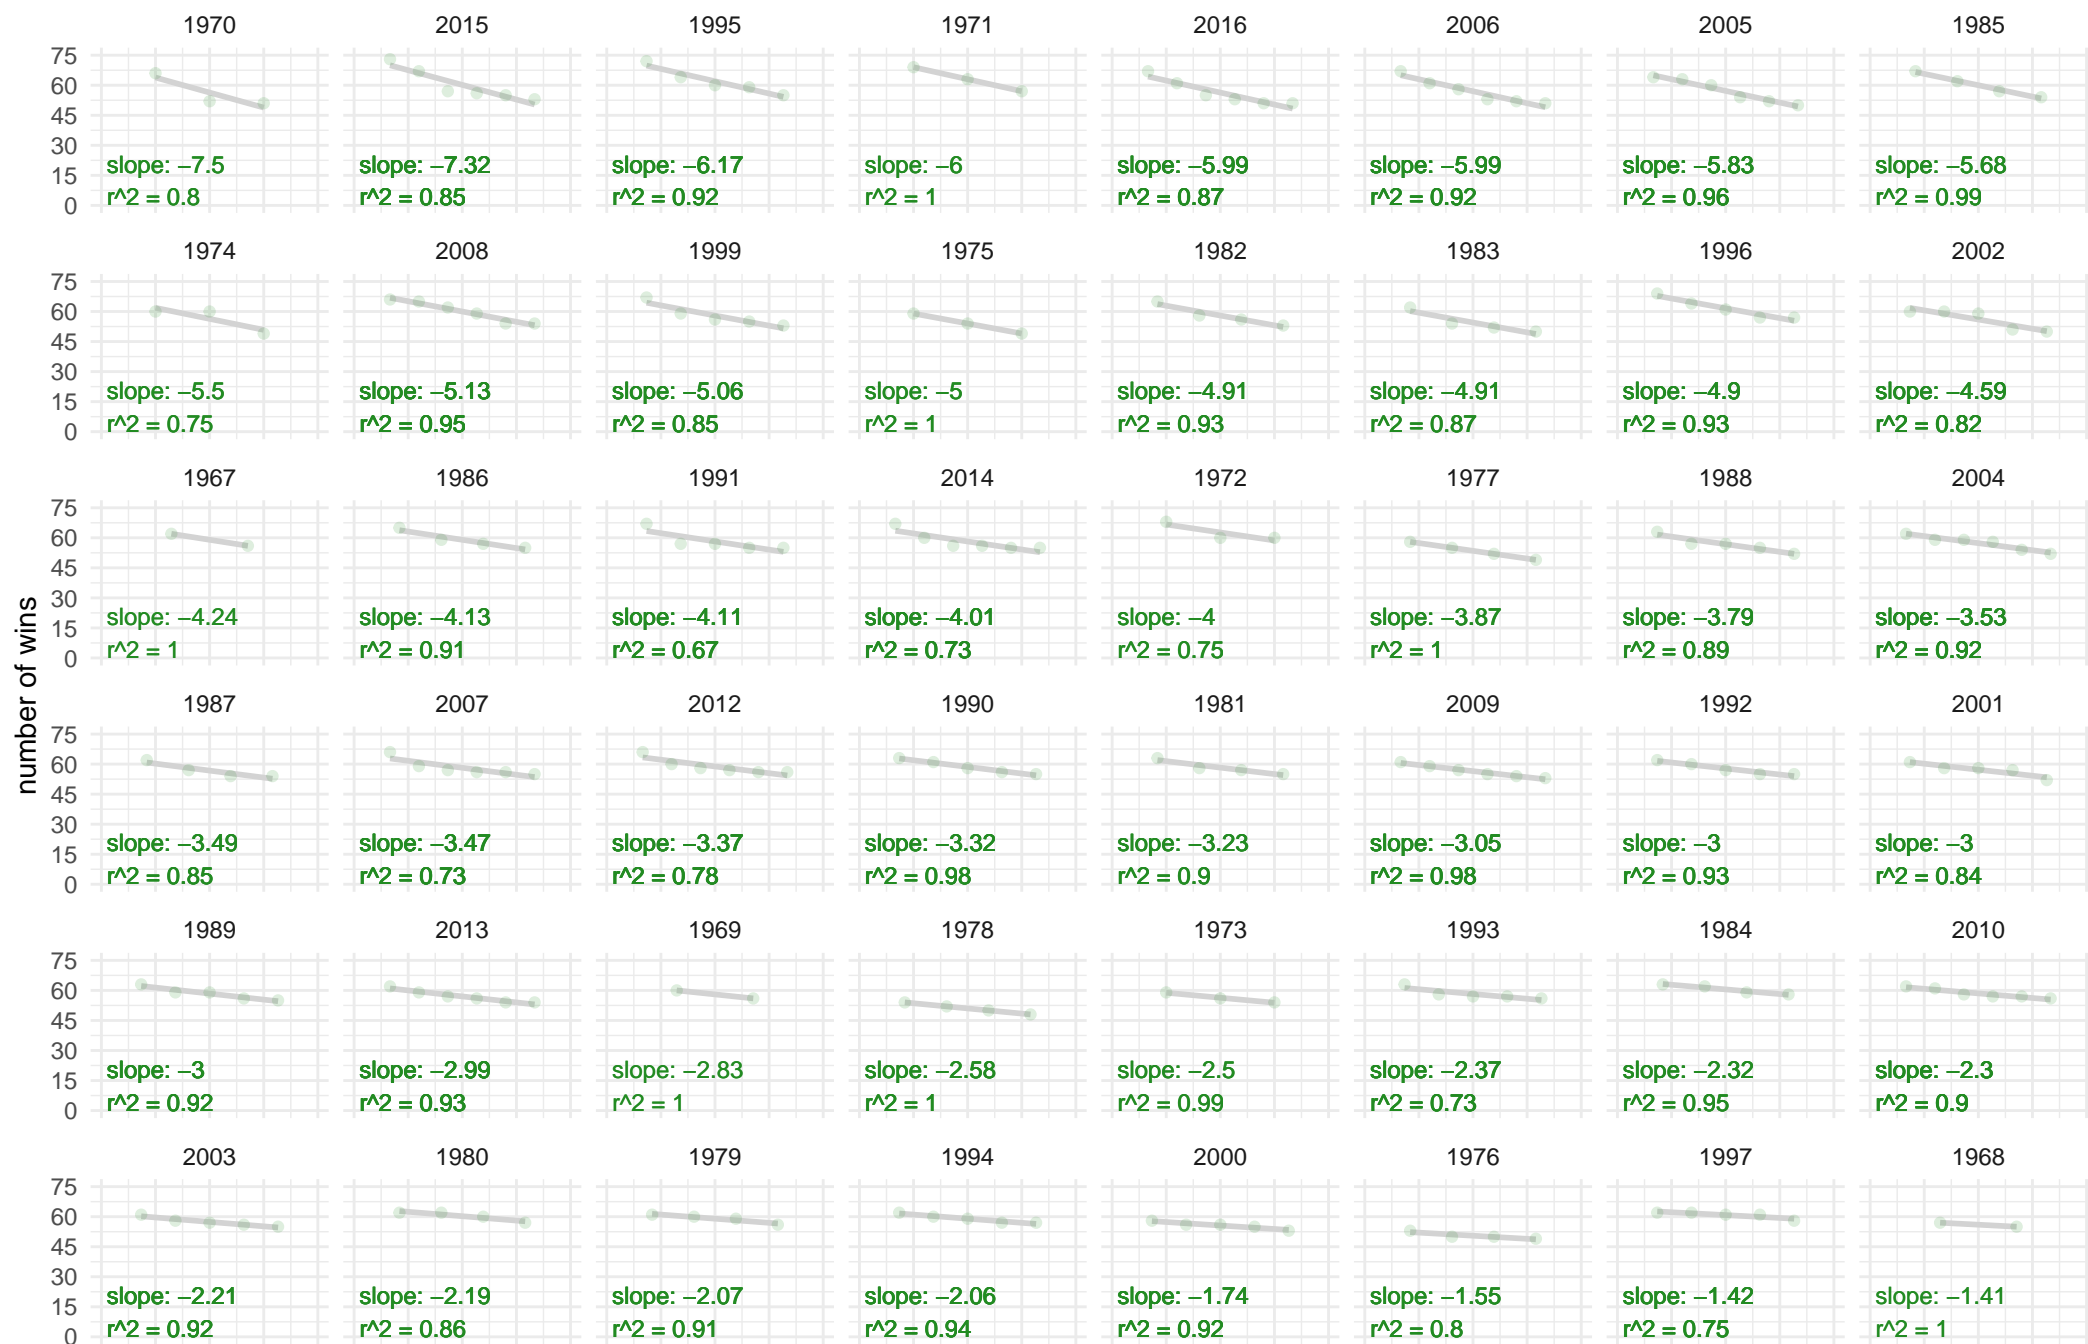 1970 2015 1995 1971 2016 2006 2005 1985
75
60
45
30
15
0
slope: −7.5 slope: −7.32 slope: −6.17 slope: −6 slope: −5.99 slope: −5.99 slope: −5.83 slope: −5.68
r^2 = 0.8 r^2 = 0.85 r^2 = 0.92 r^2 = 1 r^2 = 0.87 r^2 = 0.92 r^2 = 0.96 r^2 = 0.99
1974 2008 1999 1975 1982 1983 1996 2002
75
60
45
30
15
0
slope: −5.5 slope: −5.13 slope: −5.06 slope: −5 slope: −4.91 slope: −4.91 slope: −4.9 slope: −4.59
r^2 = 0.75 r^2 = 0.95 r^2 = 0.85 r^2 = 1 r^2 = 0.93 r^2 = 0.87 r^2 = 0.93 r^2 = 0.82
1967 1986 1991 2014 1972 1977 1988 2004
75
60
45
30
15
0
slope: −4.24 slope: −4.13 slope: −4.11 slope: −4.01 slope: −4 slope: −3.87 slope: −3.79 slope: −3.53
r^2 = 1 r^2 = 0.91 r^2 = 0.67 r^2 = 0.73 r^2 = 0.75 r^2 = 1 r^2 = 0.89 r^2 = 0.92
number of wins
1987 2007 2012 1990 1981 2009 1992 2001
75
60
45
30
15
0
slope: −3.49 slope: −3.47 slope: −3.37 slope: −3.32 slope: −3.23 slope: −3.05 slope: −3 slope: −3
r^2 = 0.85 r^2 = 0.73 r^2 = 0.78 r^2 = 0.98 r^2 = 0.9 r^2 = 0.98 r^2 = 0.93 r^2 = 0.84
1989 2013 1969 1978 1973 1993 1984 2010
75
60
45
30
15
0
slope: −3 slope: −2.99 slope: −2.83 slope: −2.58 slope: −2.5 slope: −2.37 slope: −2.32 slope: −2.3
r^2 = 0.92 r^2 = 0.93 r^2 = 1 r^2 = 1 r^2 = 0.99 r^2 = 0.73 r^2 = 0.95 r^2 = 0.9
2003 1980 1979 1994 2000 1976 1997 1968
75
60
45
30
15
0
slope: −2.21 slope: −2.19 slope: −2.07 slope: −2.06 slope: −1.74 slope: −1.55 slope: −1.42 slope: −1.41
r^2 = 0.92 r^2 = 0.86 r^2 = 0.91 r^2 = 0.94 r^2 = 0.92 r^2 = 0.8 r^2 = 0.75 r^2 = 1